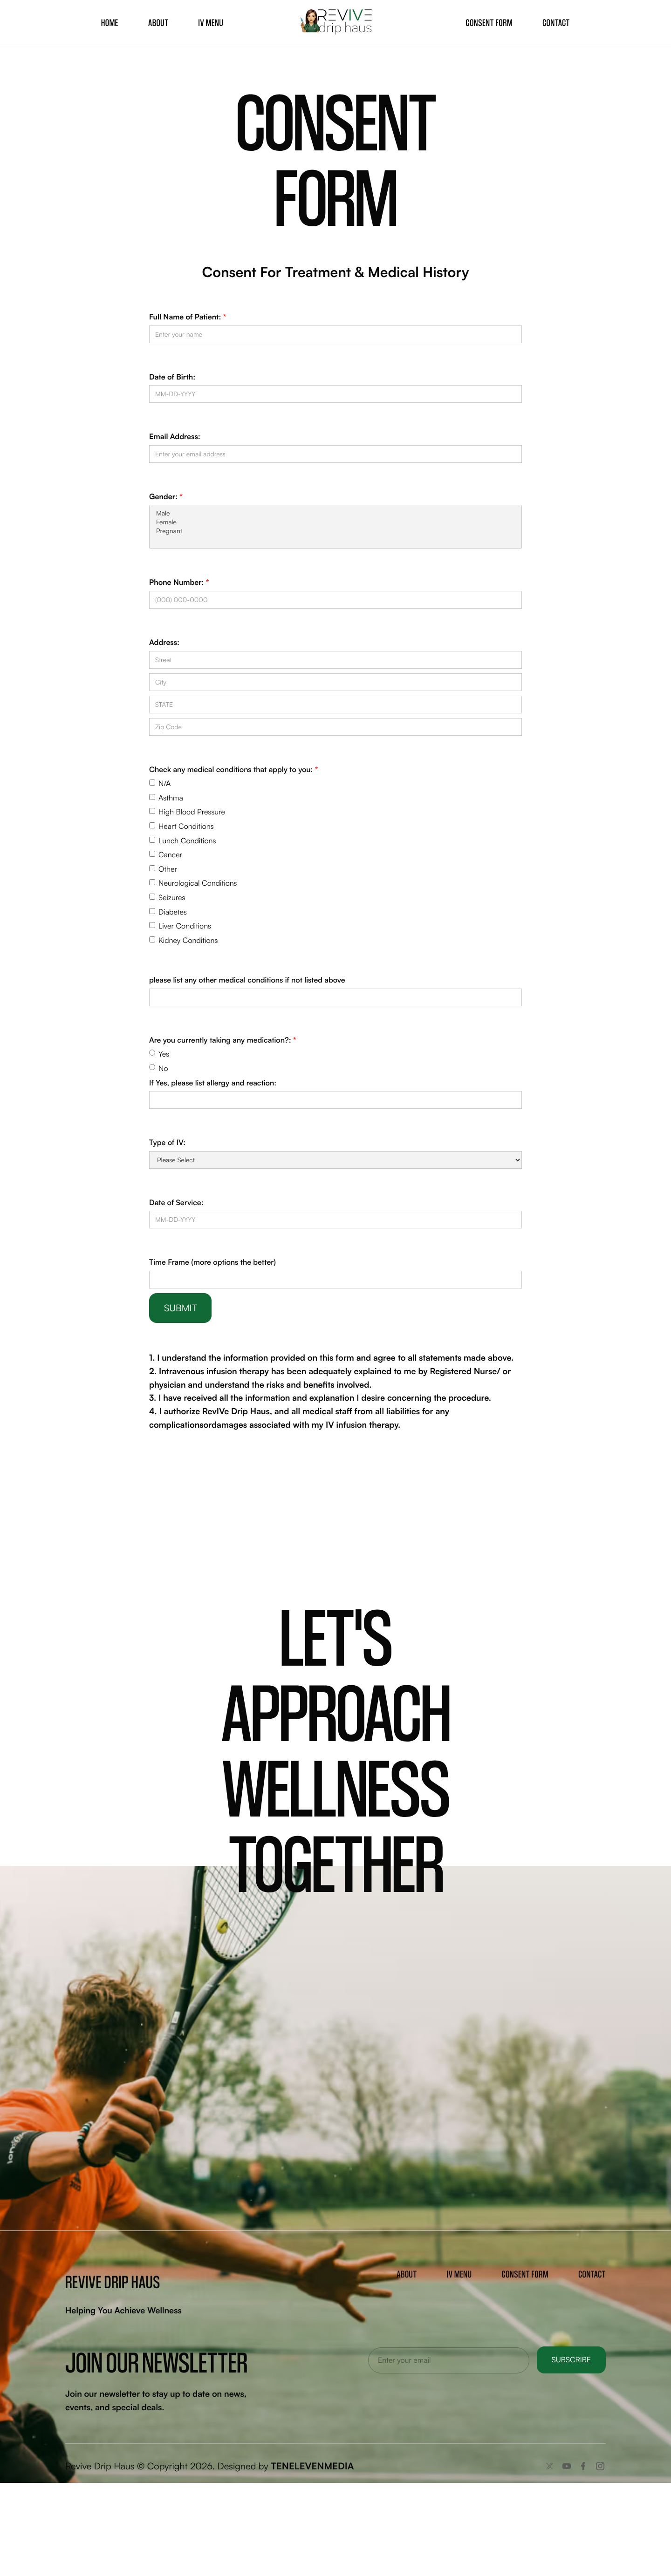 HOME
ABOUT
IV MENU
REVIVE
drip haus
CONSENT FORM
CONTACT
CONSENT
FORM
Consent For Treatment & Medical History
Full Name of Patient: *
Enter your name
Date of Birth:
MM-DD-YYYY
Email Address:
Enter your email address
Gender: *
Male
Female
Pregnant
Phone Number: *
(000) 000-0000
Address:
Street
City
STATE
Zip Code
Check any medical conditions that apply to you: *
N/A
Asthma
High Blood Pressure
Heart Conditions
Lunch Conditions
Cancer
Other
Neurological Conditions
Seizures
Diabetes
Liver Conditions
Kidney Conditions
please list any other medical conditions if not listed above
Are you currently taking any medication?: *
Yes
No
If Yes, please list allergy and reaction:
Type of IV:
Please Select
Date of Service:
MM-DD-YYYY
Time Frame (more options the better)
SUBMIT
1. I understand the information provided on this form and agree to all statements made above.
2. Intravenous infusion therapy has been adequately explained to me by Registered Nurse/ or
physician and understand the risks and benefits involved.
3. I have received all the information and explanation I desire concerning the procedure.
4. I authorize RevIVe Drip Haus, and all medical staff from all liabilities for any
complicationsordamages associated with my IV infusion therapy.
LET'S
APPROACH
WELLNESS
TOGETHER
REVIVE DRIP HAUS
ABOUT
IV MENU
CONSENT FORM
CONTACT
Helping You Achieve Wellness
JOIN OUR NEWSLETTER
Enter your email
SUBSCRIBE
Join our newsletter to stay up to date on news,
events, and special deals.
Revive Drip Haus © Copyright 2026. Designed by TENELEVENMEDIA